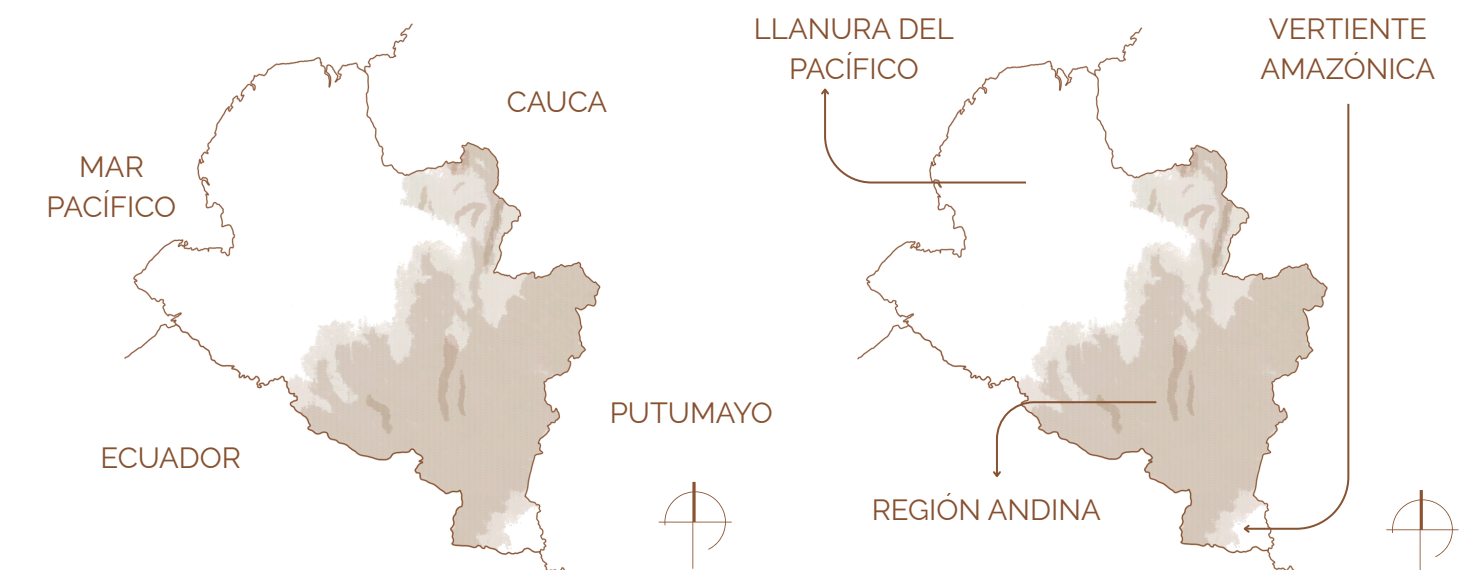 CAUCA
MAR
PACÍFICO
PUTUMAYO
ECUADOR
LLANURA DEL
PACÍFICO
VERTIENTE
AMAZÓNICA
REGIÓN ANDINA